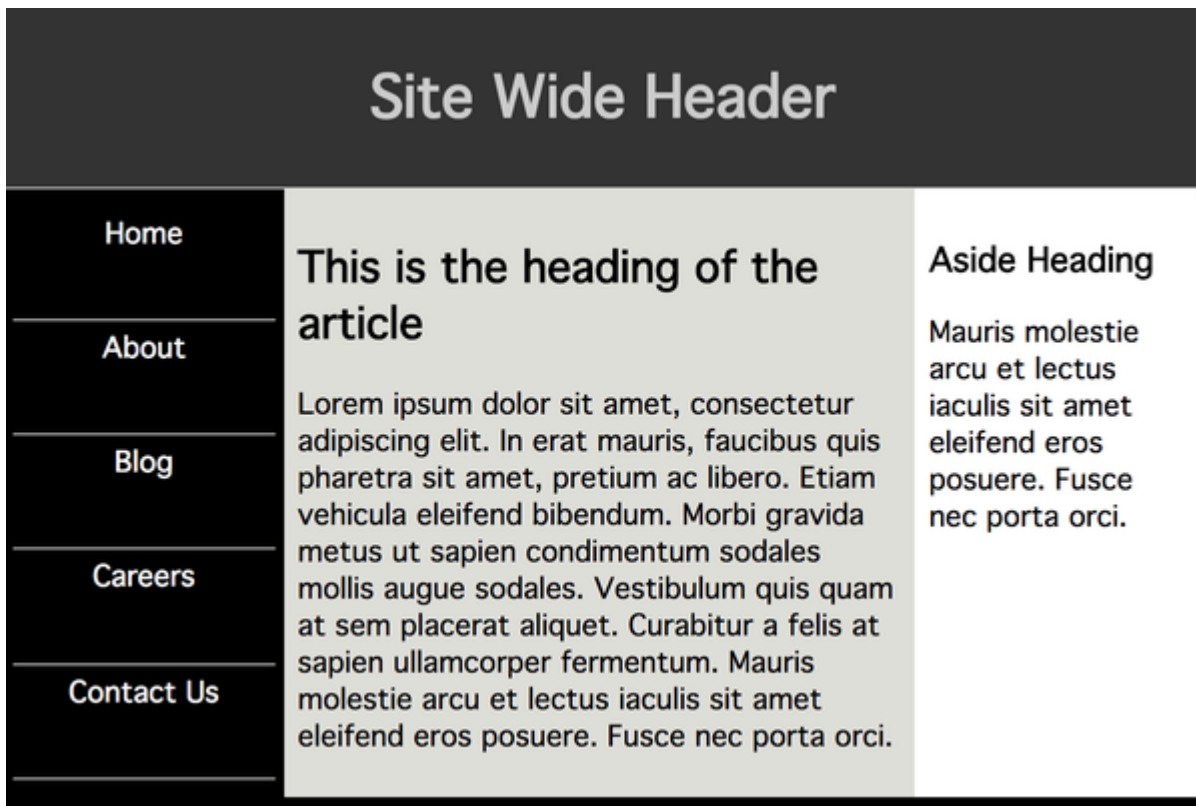 Site Wide Header
Home
About
Blog
Careers
Contact Us
This is the heading of the
article
Lorem ipsum dolor sit amet, consectetur
adipiscing elit. In erat mauris, faucibus quis
pharetra sit amet, pretium ac libero. Etiam
vehicula eleifend bibendum. Morbi gravida
metus ut sapien condimentum sodales
mollis augue sodales. Vestibulum quis quam
at sem placerat aliquet. Curabitur a felis at
sapien ullamcorper fermentum. Mauris
molestie arcu et lectus iaculis sit amet
eleifend eros posuere. Fusce nec porta orci.
Aside Heading
Mauris molestie
arcu et lectus
iaculis sit amet
eleifend eros
posuere. Fusce
nec porta orci.